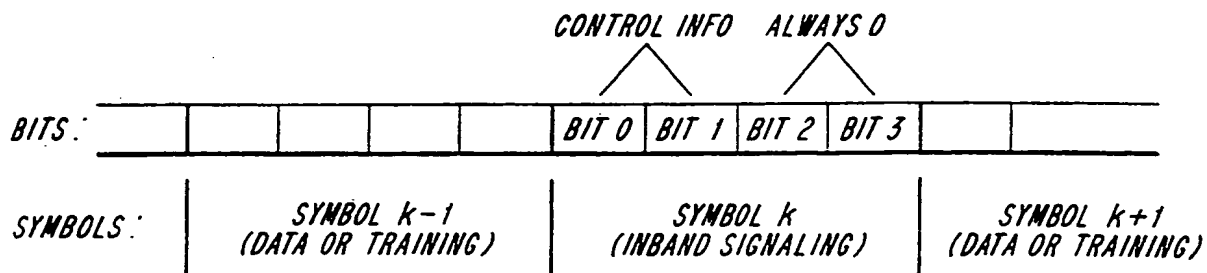 CONTROL INFO ALWAYS 0
BITS: BIT 0 BIT 1 BIT 2 BIT 3
SYMBOLS: SYMBOL k-1 SYMBOL k SYMBOL k+1
(DATA OR TRAINING) (INBAND SIGNALING) (DATA OR TRAINING)